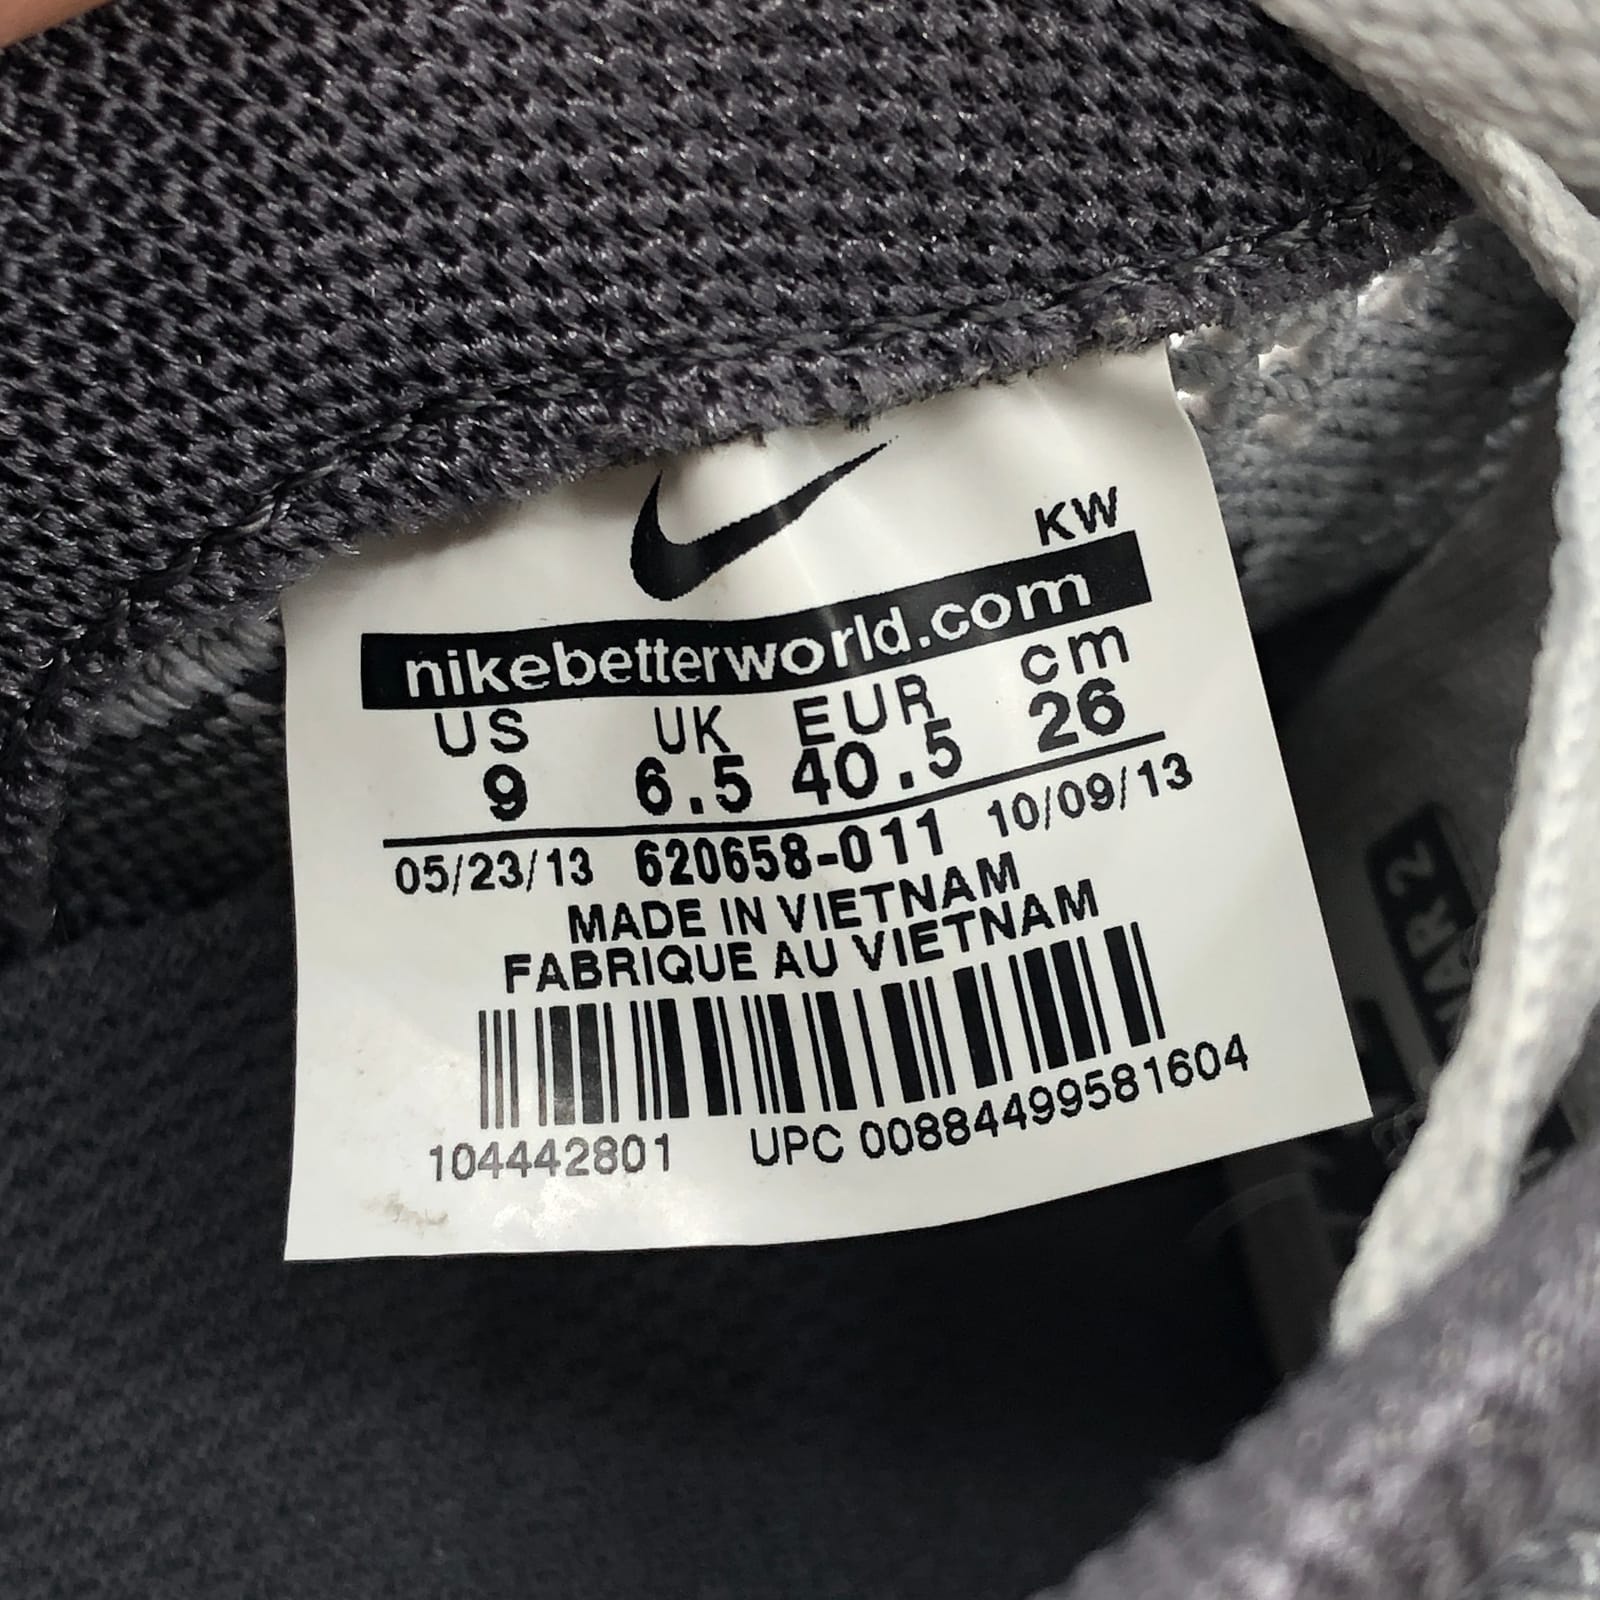 KW
nikebetterworld.com
US UK EUR cm
9 6.5 40.5 26
05/23/13 620658-011 10/09/13
MADE IN VIETNAM
FABRIQUE AU VIETNAM
104442801 UPC 00884499581604